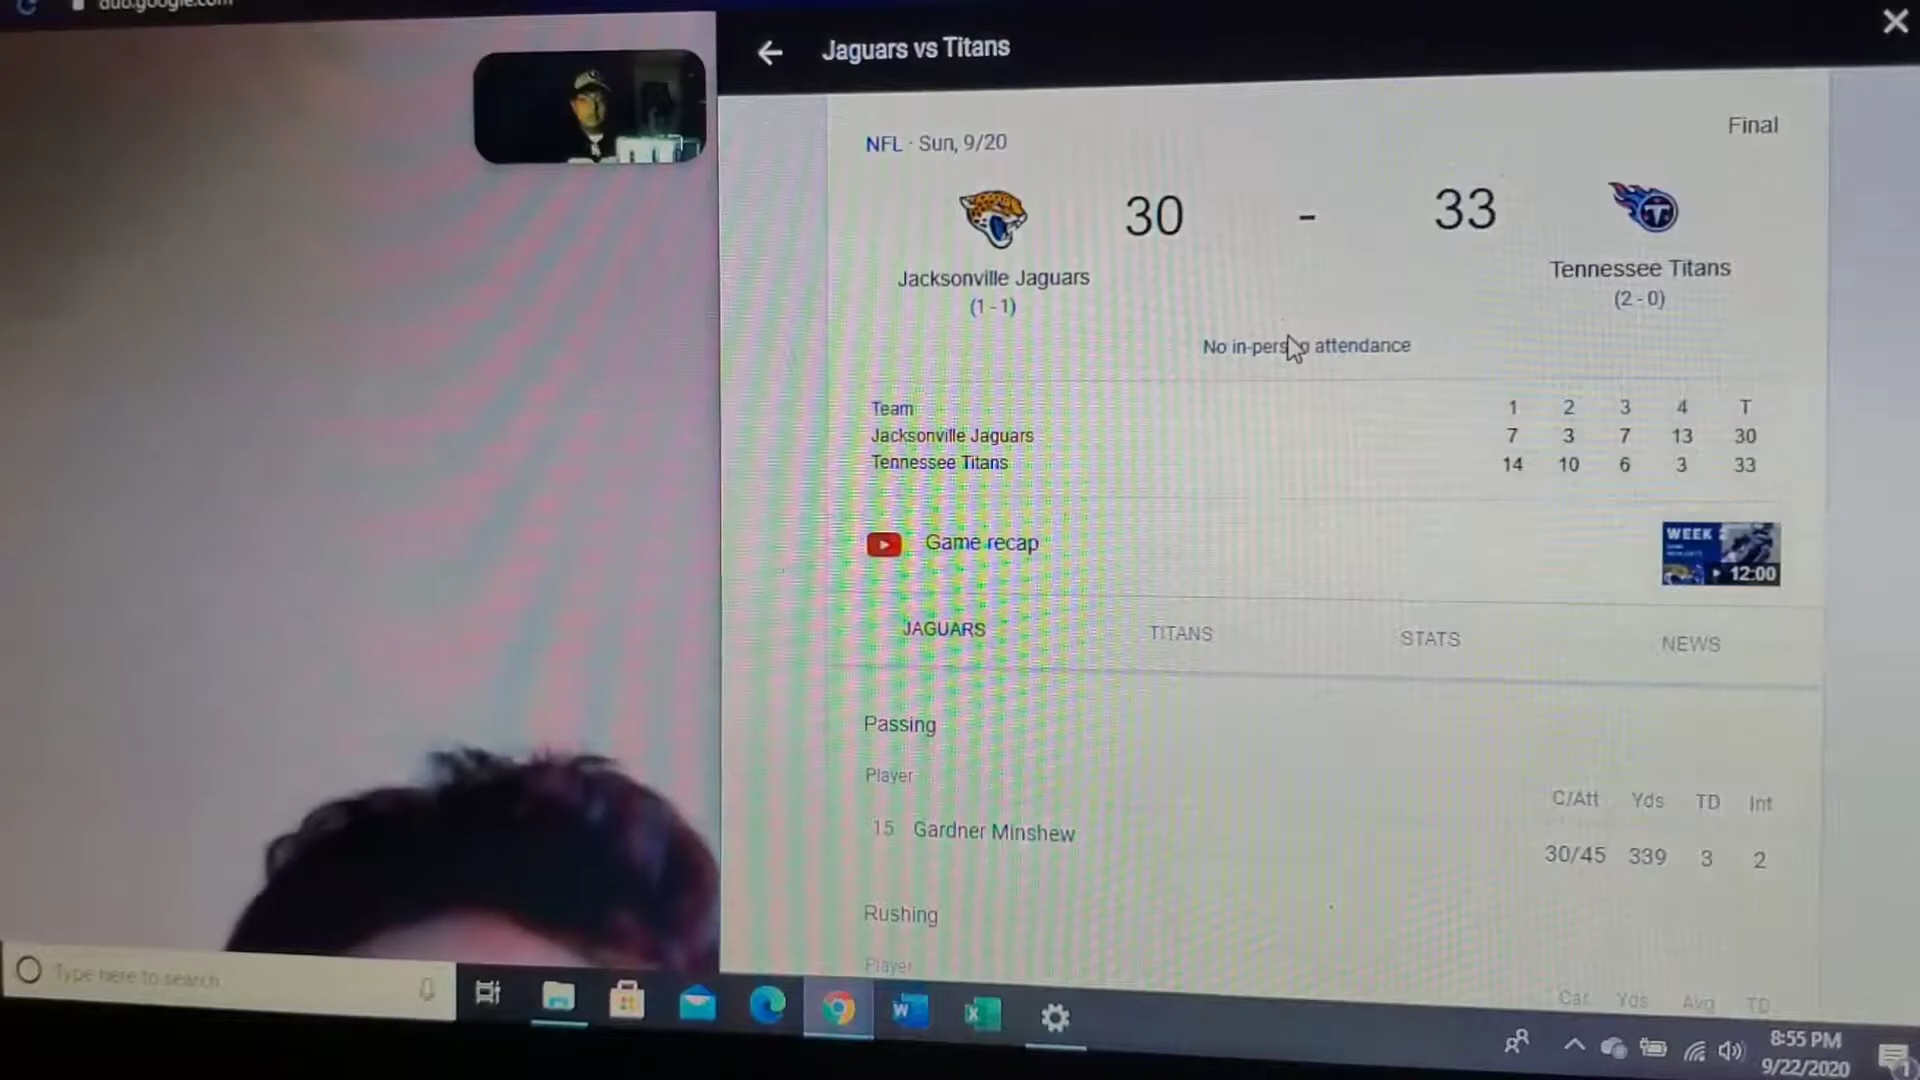 duo.google.com
Jaguars vs Titans
NFL · Sun, 9/20
Final
30 - 33
Jacksonville Jaguars
(1 - 1)
Tennessee Titans
(2 - 0)
No in-person attendance
Team 1 2 3 4 T
Jacksonville Jaguars 7 3 7 13 30
Tennessee Titans 14 10 6 3 33
Game recap
WEEK
12:00
JAGUARS TITANS STATS NEWS
Passing
Player C/Att Yds TD Int
15 Gardner Minshew 30/45 339 3 2
Rushing
Player Car Yds Avg TD
Type here to search
8:55 PM
9/22/2020